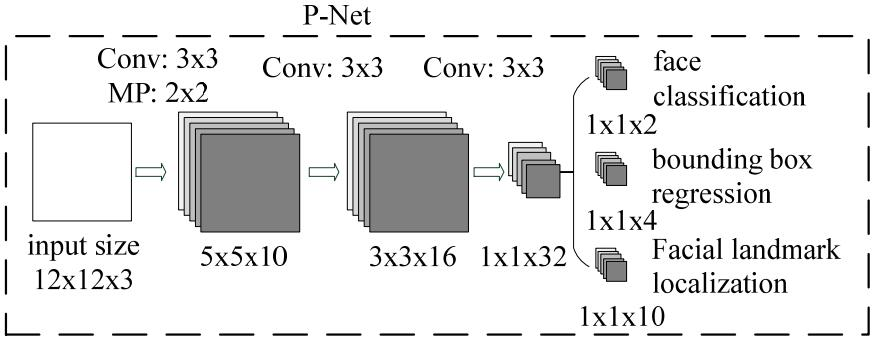 P-Net
Conv: 3x3
MP: 2x2
Conv: 3x3
Conv: 3x3
face
classification
1x1x2
bounding box
regression
1x1x4
Facial landmark
localization
1x1x10
input size
12x12x3
5x5x10
3x3x16
1x1x32